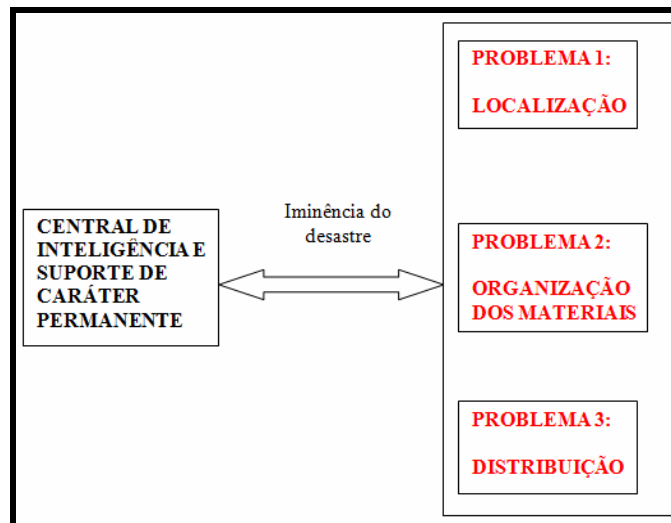 PROBLEMA 1:
LOCALIZAÇÃO
Iminência do
desastre
CENTRAL DE
INTELIGÊNCIA E
SUPORTE DE
CARÁTER
PERMANENTE
PROBLEMA 2:
ORGANIZAÇÃO
DOS MATERIAIS
PROBLEMA 3:
DISTRIBUIÇÃO